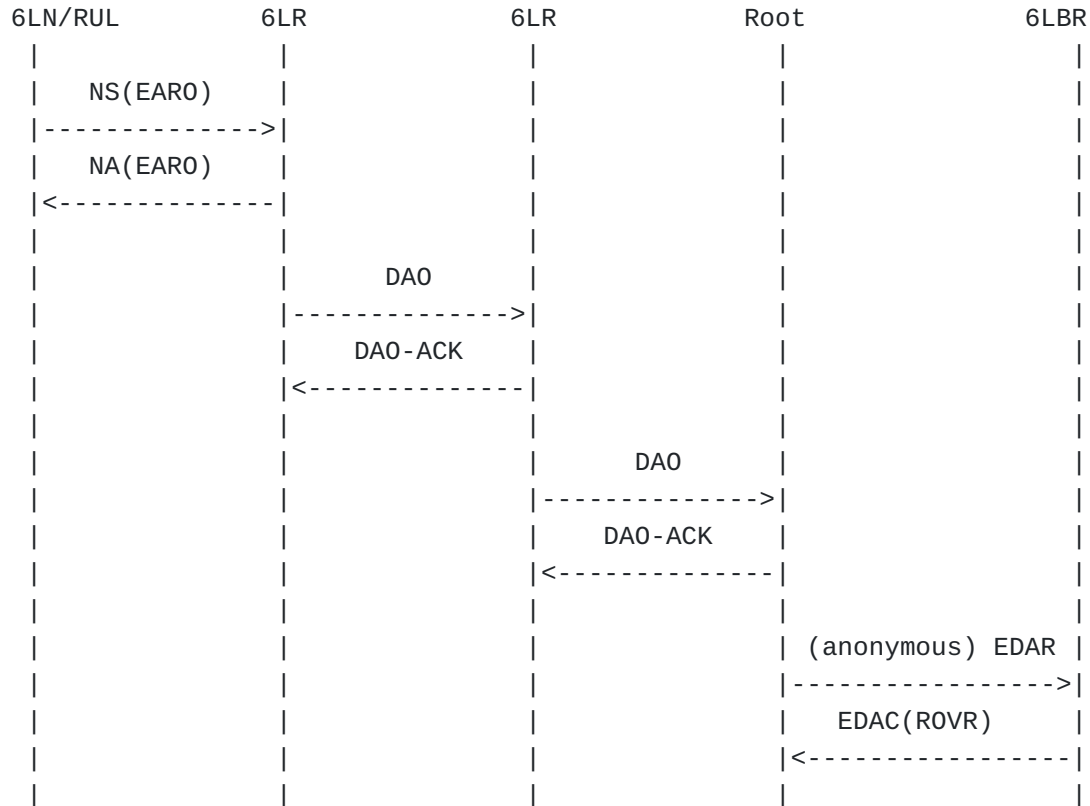 6LN/RUL 6LR 6LR Root 6LBR
NS(EARO)
NA(EARO)
DAO
DAO-ACK
DAO
DAO-ACK
(anonymous) EDAR
EDAC(ROVR)